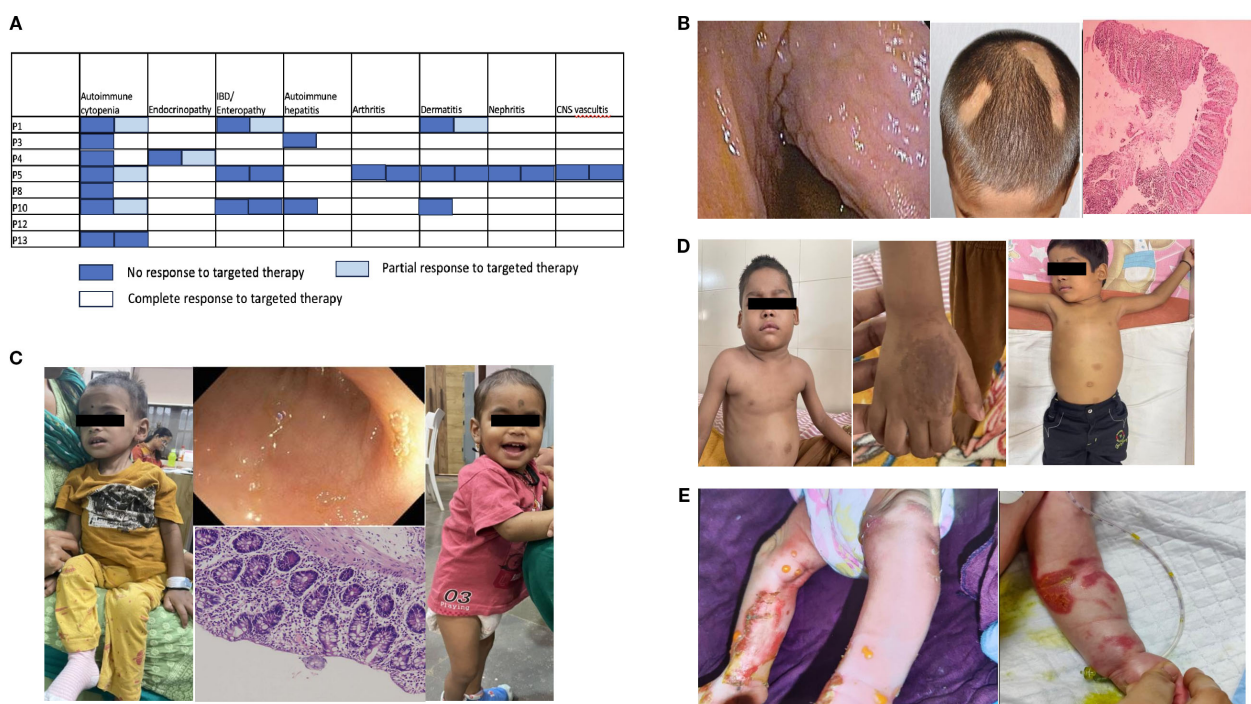 A
Autoimmune cytopenia
Endocrinopathy
IBD/ Enteropathy
Autoimmune hepatitis
Arthritis
Dermatitis
Nephritis
CNS vascultis
P1
P3
P4
P5
P8
P10
P12
P13
No response to targeted therapy
Partial response to targeted therapy
Complete response to targeted therapy
B
C
03
Playing
D
E